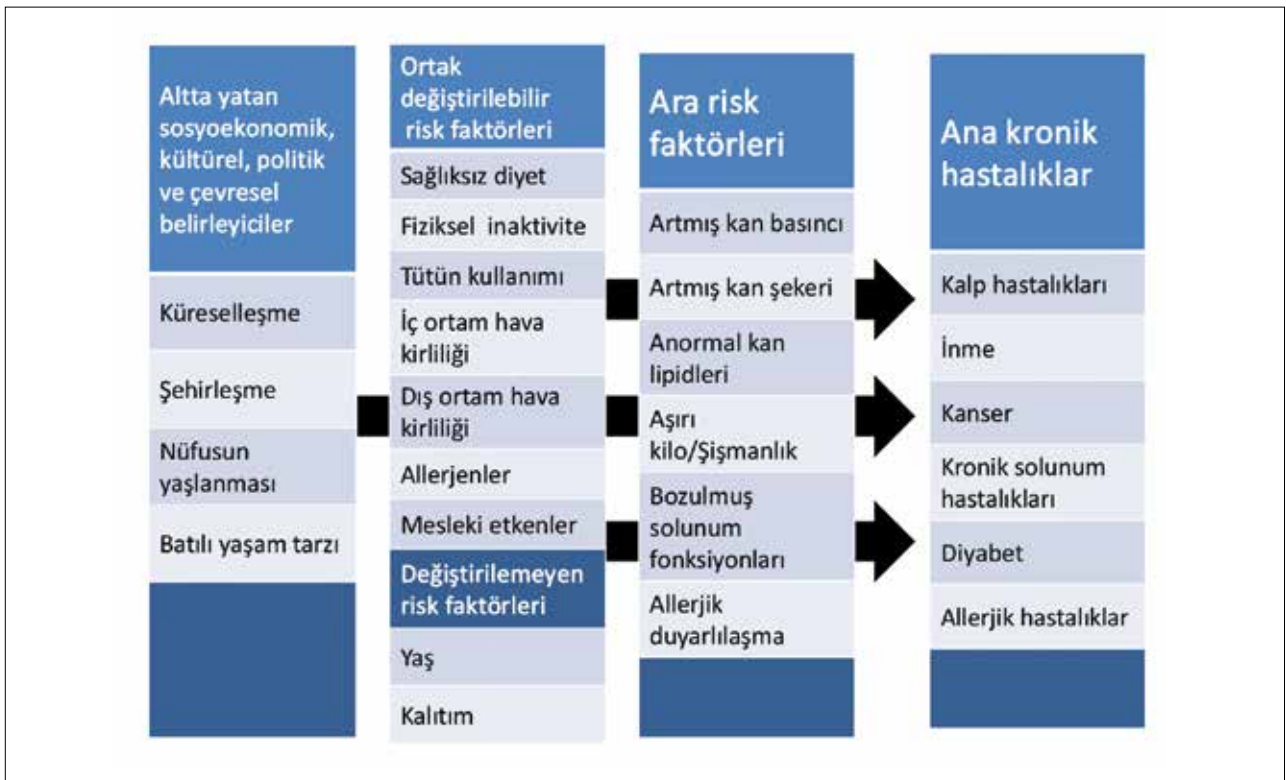 Altta yatan
sosyoekonomik,
kültürel, politik
ve çevresel
belirleyiciler
Küreselleşme
Şehirleşme
Nüfusun
yaşlanması
Batılı yaşam tarzı
Ortak
değiştirilebilir
risk faktörleri
Sağlıksız diyet
Fiziksel inaktivite
Tütün kullanımı
İç ortam hava
kirliliği
Dış ortam hava
kirliliği
Allerjenler
Mesleki etkenler
Değiştirilemeyen
risk faktörleri
Yaş
Kalıtım
Ara risk
faktörleri
Artmış kan basıncı
Artmış kan şekeri
Anormal kan
lipidleri
Aşırı
kilo/Şişmanlık
Bozulmuş
solunum
fonksiyonları
Allerjik
duyarlılaşma
Ana kronik
hastalıklar
Kalp hastalıkları
İnme
Kanser
Kronik solunum
hastalıkları
Diyabet
Allerjik hastalıklar